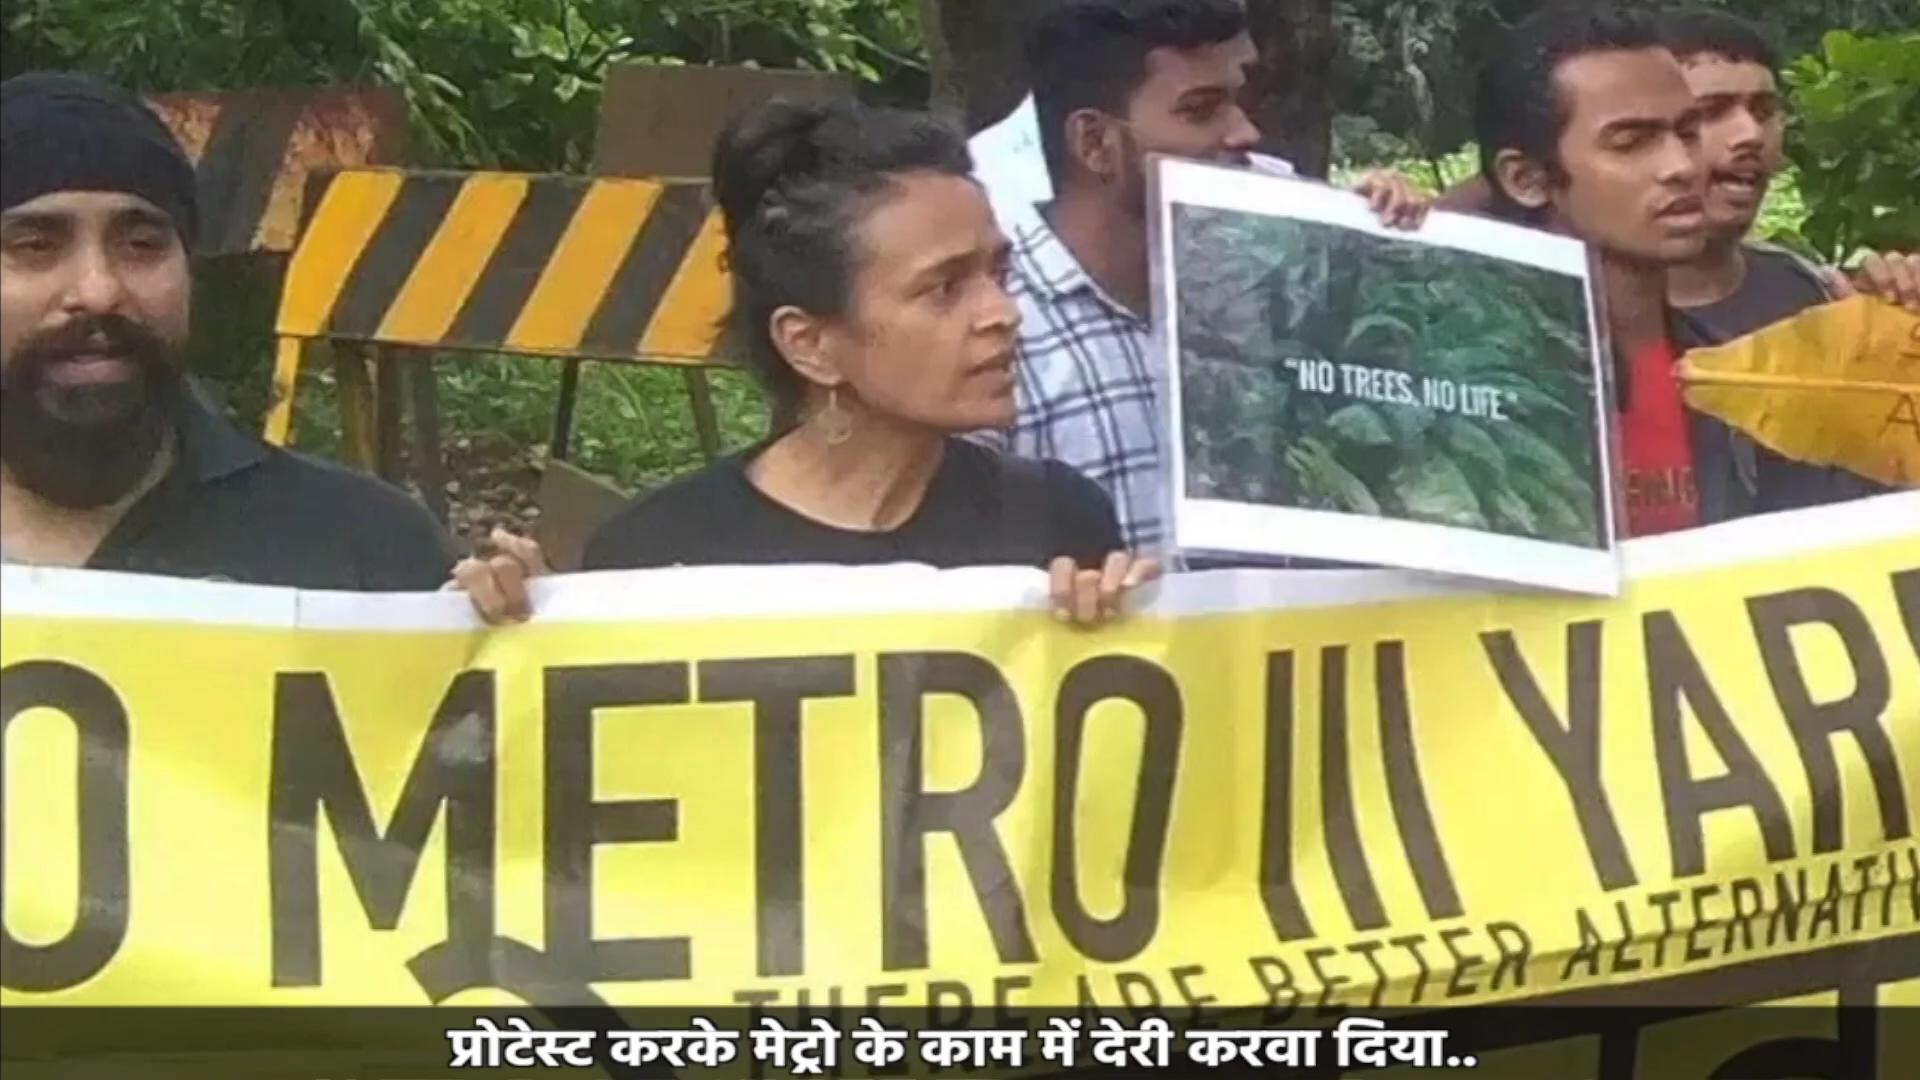 "NO TREES, NO LIFE."
O METRO III YAR
THERE ARE BETTER ALTERNATIV
प्रोटेस्ट करके मेट्रो के काम में देरी करवा दिया..